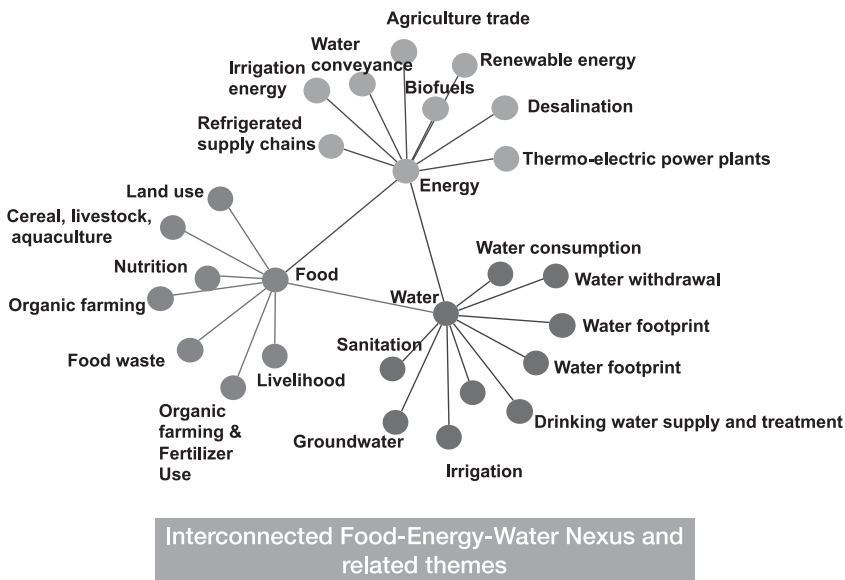 Agriculture trade
Water
conveyance
Renewable energy
Irrigation
energy
Biofuels
Desalination
Refrigerated
supply chains
Thermo-electric power plants
Energy
Land use
Cereal, livestock,
aquaculture
Nutrition
Food
Organic farming
Food waste
Livelihood
Organic
farming &
Fertilizer
Use
Water consumption
Water withdrawal
Water
Water footprint
Sanitation
Water footprint
Drinking water supply and treatment
Groundwater
Irrigation
Interconnected Food-Energy-Water Nexus and
related themes